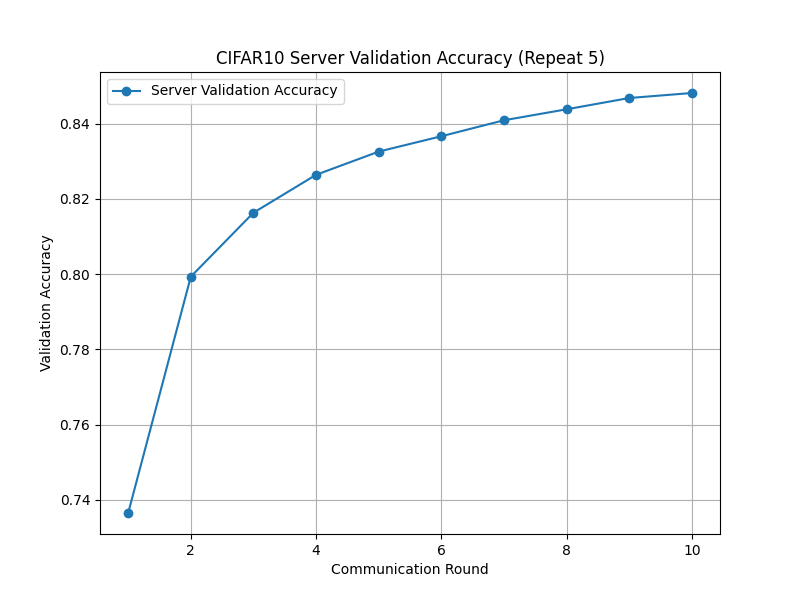 CIFAR10 Server Validation Accuracy (Repeat 5)
Server Validation Accuracy
0.84
0.82
0.80
0.78
0.76
0.74
Validation Accuracy
2 4 6 8 10
Communication Round